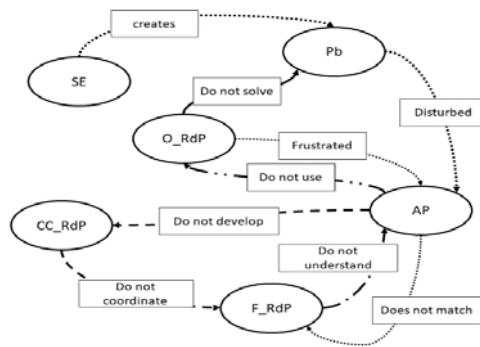 creates
Pb
SE
Do not solve
Disturbed
O_RdP
Frustrated
Do not use
AP
CC_RdP
Do not develop
Do not
understand
Do not
coordinate
F_RdP
Does not match